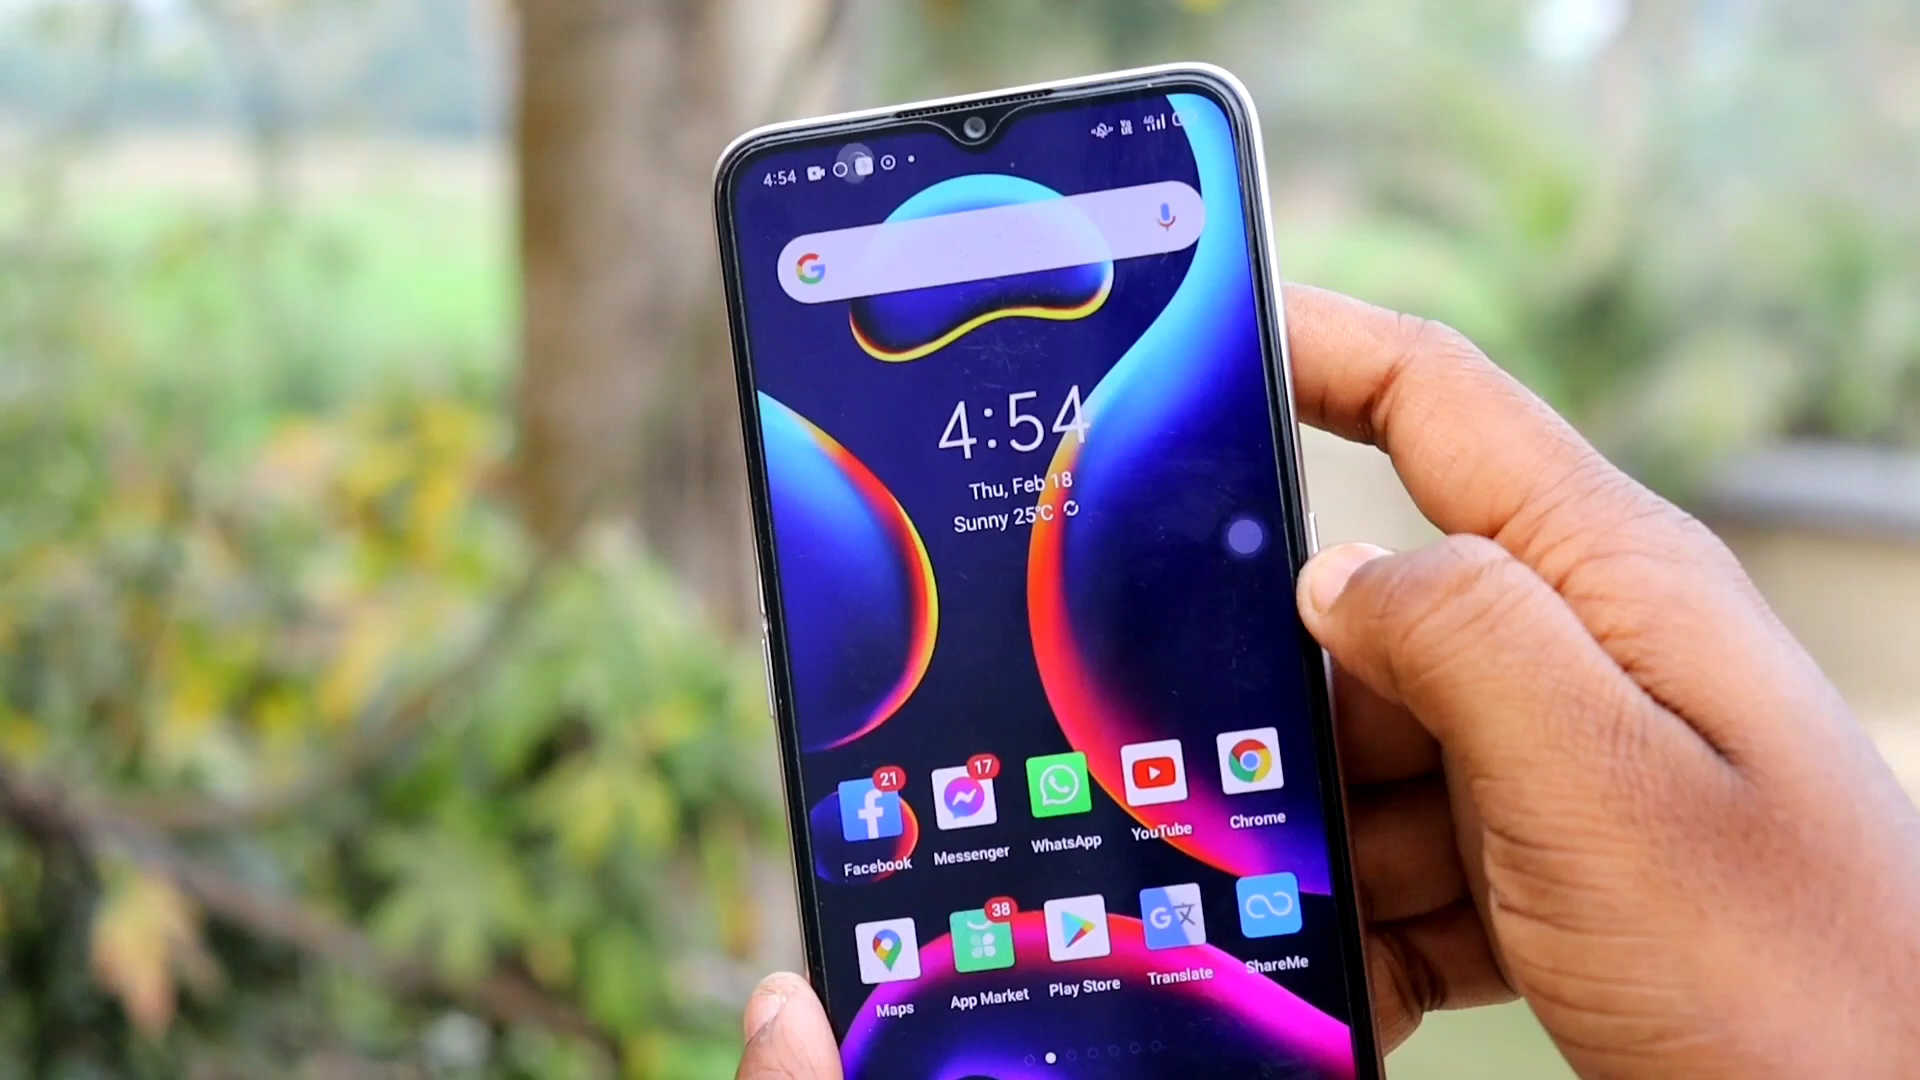 4:54
4G
4:54
Thu, Feb 18
Sunny 25°C
21
17
Facebook
Messenger
WhatsApp
YouTube
Chrome
38
Maps
App Market
Play Store
Translate
ShareMe